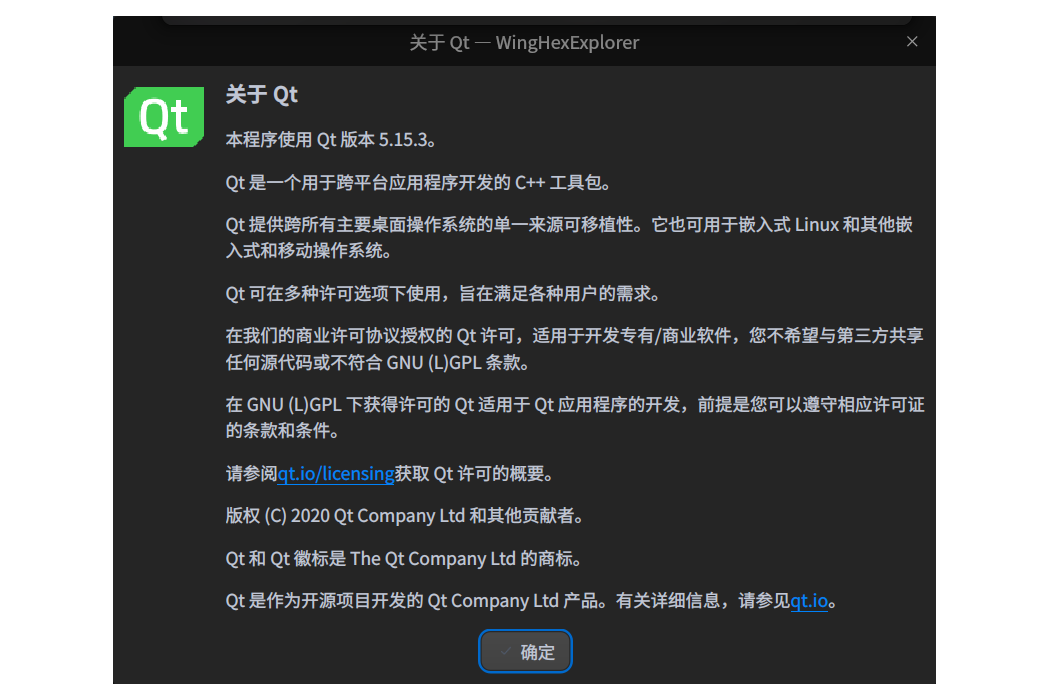 关于 Qt — WingHexExplorer
Qt
关于 Qt
本程序使用 Qt 版本 5.15.3。
Qt 是一个用于跨平台应用程序开发的 C++ 工具包。
Qt 提供跨所有主要桌面操作系统的单一来源可移植性。它也可用于嵌入式 Linux 和其他嵌
入式和移动操作系统。
Qt 可在多种许可选项下使用，旨在满足各种用户的需求。
在我们的商业许可协议授权的 Qt 许可，适用于开发专有/商业软件，您不希望与第三方共享
任何源代码或不符合 GNU (L)GPL 条款。
在 GNU (L)GPL 下获得许可的 Qt 适用于 Qt 应用程序的开发，前提是您可以遵守相应许可证
的条款和条件。
请参阅qt.io/licensing获取 Qt 许可的概要。
版权 (C) 2020 Qt Company Ltd 和其他贡献者。
Qt 和 Qt 徽标是 The Qt Company Ltd 的商标。
Qt 是作为开源项目开发的 Qt Company Ltd 产品。有关详细信息，请参见qt.io。
确定